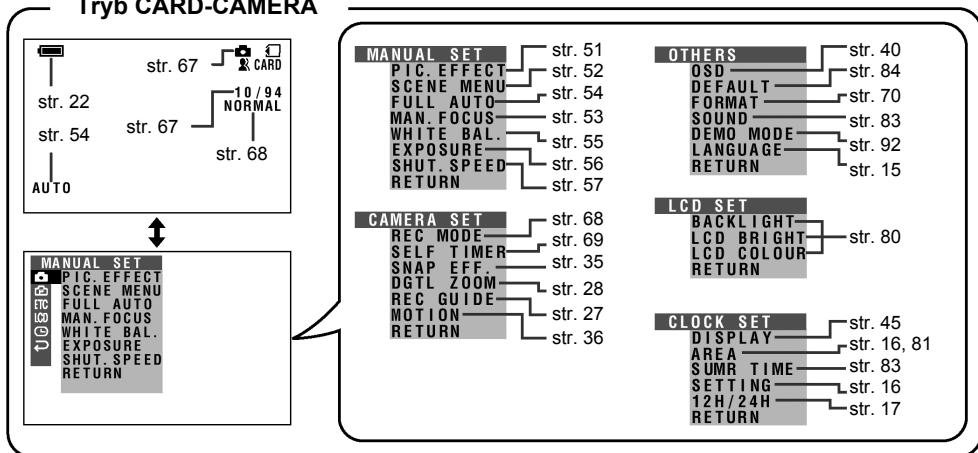 Tryb CARD-CAMERA
str. 67
CARD
str. 22
10/94
NORMAL
str. 67
str. 54
str. 68
AUTO
MANUAL SET
PIC.EFFECT
SCENE MENU
FULL AUTO
MAN.FOCUS
WHITE BAL.
EXPOSURE
SHUT.SPEED
RETURN
ETC
LCD
MANUAL SET
PIC.EFFECT str. 51
SCENE MENU str. 52
FULL AUTO str. 54
MAN.FOCUS str. 53
WHITE BAL. str. 55
EXPOSURE str. 56
SHUT.SPEED str. 57
RETURN
CAMERA SET
REC MODE str. 68
SELF TIMER str. 69
SNAP EFF. str. 35
DGTL ZOOM str. 28
REC GUIDE str. 27
MOTION str. 36
RETURN
OTHERS
OSD str. 40
DEFAULT str. 84
FORMAT str. 70
SOUND str. 83
DEMO MODE str. 92
LANGUAGE str. 15
RETURN
LCD SET
BACKLIGHT
LCD BRIGHT str. 80
LCD COLOUR
RETURN
CLOCK SET
DISPLAY str. 45
AREA str. 16, 81
SUMR TIME str. 83
SETTING str. 16
12H/24H str. 17
RETURN